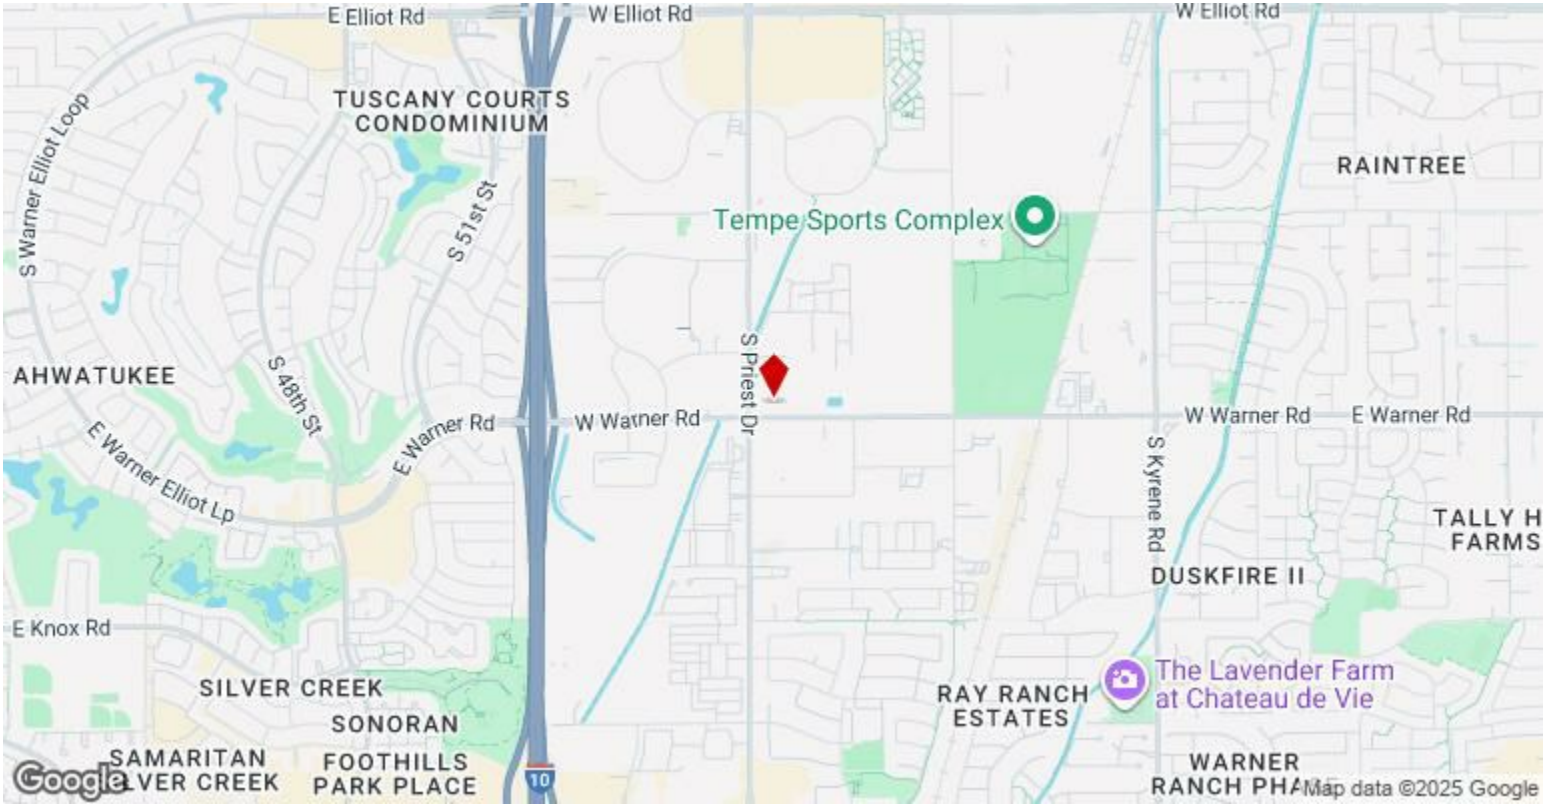 E Elliot Rd
W Elliot Rd
W Elliot Rd
TUSCANY COURTS
CONDOMINIUM
S Warner Elliot Loop
RAINTREE
S 51st St
Tempe Sports Complex
S Priest Dr
AHWATUKEE
S 48th St
E Warner Rd
W Warner Rd
W Warner Rd
E Warner Rd
E Warner Elliot Lp
S Kyrene Rd
TALLY H
FARMS
DUSKFIRE II
E Knox Rd
The Lavender Farm
at Chateau de Vie
SILVER CREEK
RAY RANCH
ESTATES
SONORAN
FOOTHILLS
PARK PLACE
SAMARITAN
LVER CREEK
WARNER
RANCH PHA
10
Google
Map data ©2025 Google